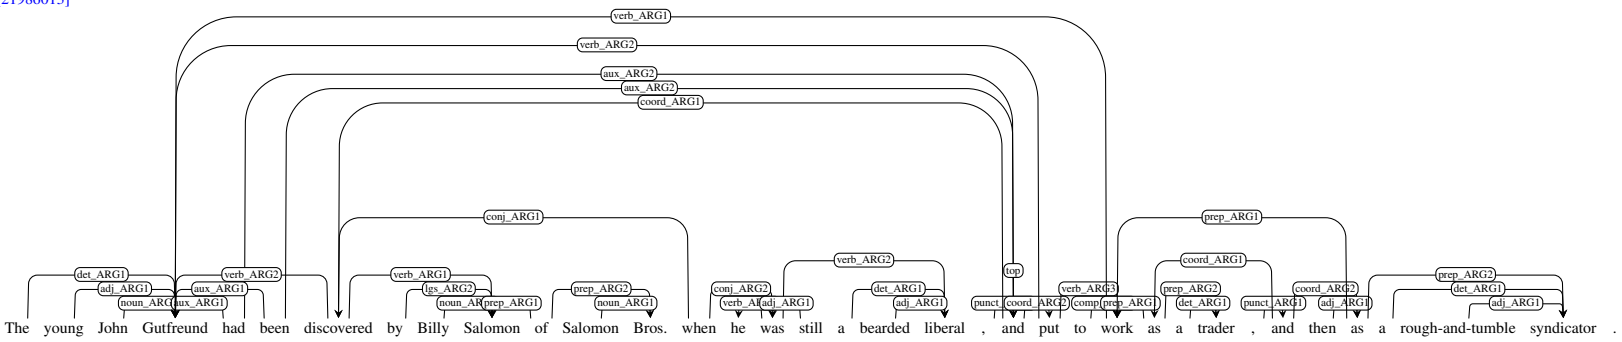 21986015]
verb_ARG1
verb_ARG2
aux_ARG2
aux_ARG2
coord_ARG1
conj_ARG1 prep_ARG1
verb_ARG2 coord_ARG1
top
det_ARG1 verb_ARG2 verb_ARG1 prep_ARG2
adj_ARG1 aux_ARG1 lgs_ARG2 prep_ARG2 conj_ARG2 det_ARG1 verb_ARG3 prep_ARG2 coord_ARG2 det_ARG1
aux_ARG1 prep_ARG1 noun_ARG1 adj_ARG1 adj_ARG1 coord_ARG2 prep_ARG1 det_ARG1 punct_ARG1 adj_ARG1 adj_ARG1
The young John Gutfreund had been discovered by Billy Salomon of Salomon Bros. when he was still a bearded liberal , and put to work as a trader , and then as a rough-and-tumble syndicator .